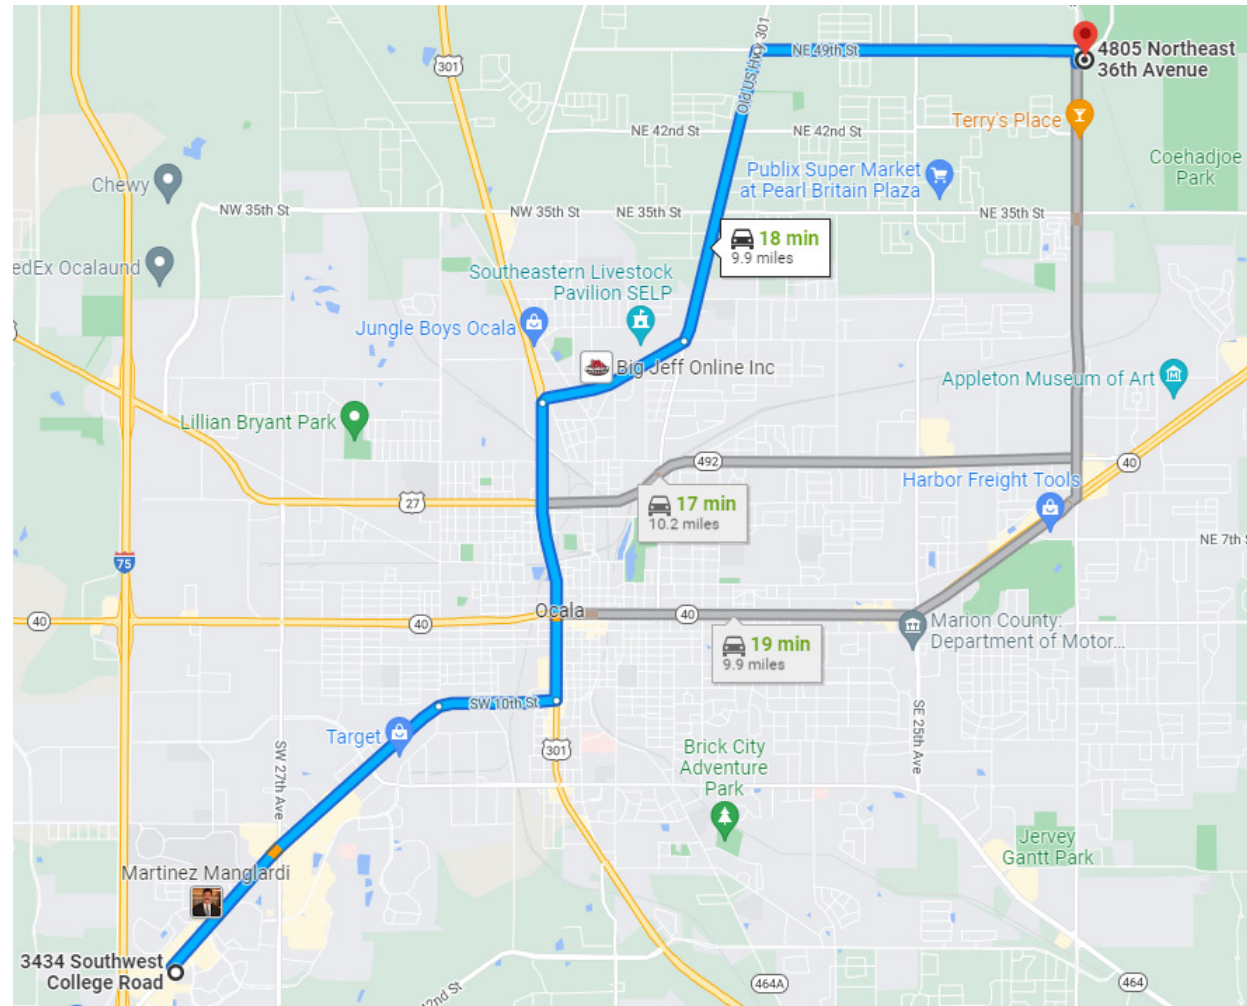 301
NE 49th St
Old US Hwy 301
4805 Northeast
36th Avenue
Terry's Place
NE 42nd St
NE 42nd St
Coehadjoe
Park
Publix Super Market
at Pearl Britain Plaza
Chewy
NW 35th St
NW 35th St
NE 35th St
NE 35th St
18 min
9.9 miles
edEx Ocalaund
Southeastern Livestock
Pavilion SELP
Jungle Boys Ocala
Big Jeff Online Inc
Appleton Museum of Art
Lillian Bryant Park
492
40
Harbor Freight Tools
27
17 min
10.2 miles
NE 7th S
75
Ocala
40
40
40
Marion County:
Department of Motor...
19 min
9.9 miles
SW 10th St
SE 25th Ave
Target
SW 27th Ave
301
Brick City
Adventure
Park
Jervey
Gantt Park
Martinez Manglardi
3434 Southwest
College Road
464A
464
2nd St